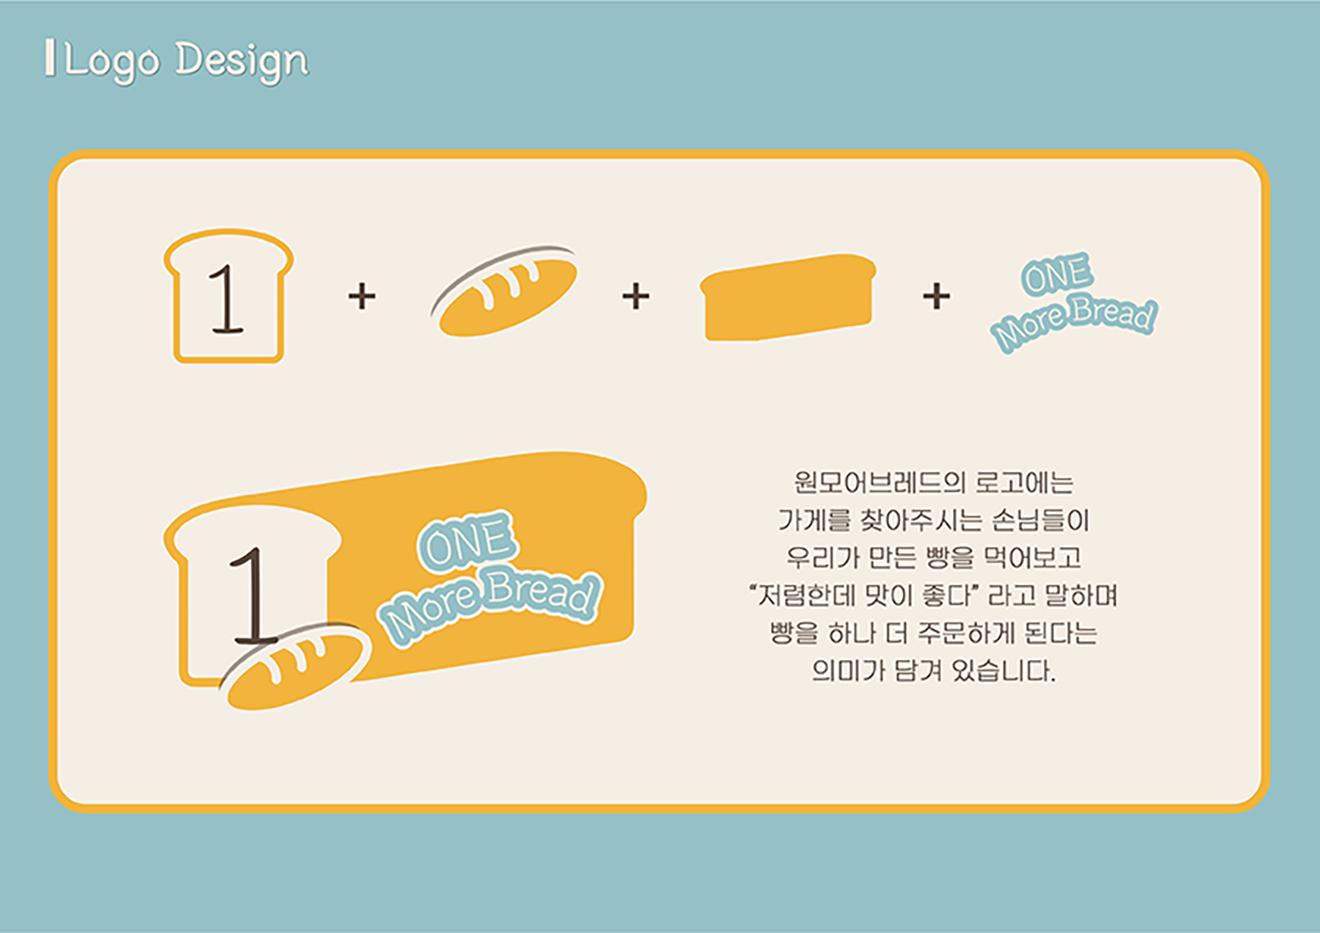 Logo Design
1
+
+
+
ONE
More Bread
1
ONE
More Bread
원모어브레드의 로고에는
가게를 찾아주시는 손님들이
우리가 만든 빵을 먹어보고
“저렴한데 맛이 좋다” 라고 말하며
빵을 하나 더 주문하게 된다는
의미가 담겨 있습니다.